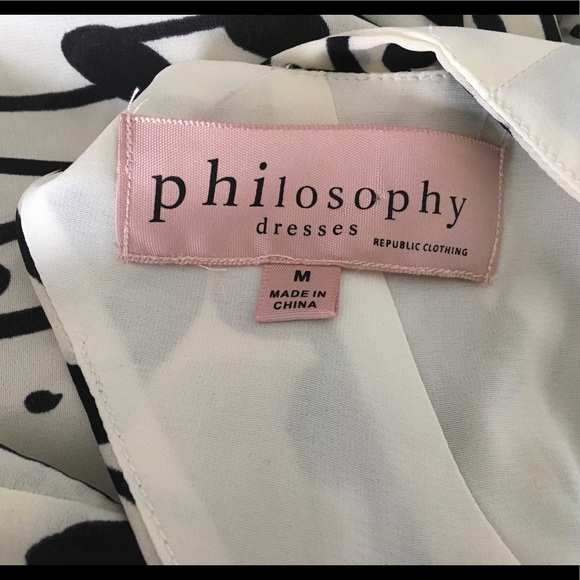 philosophy
dresses
REPUBLIC CLOTHING
M
MADE IN
CHINA